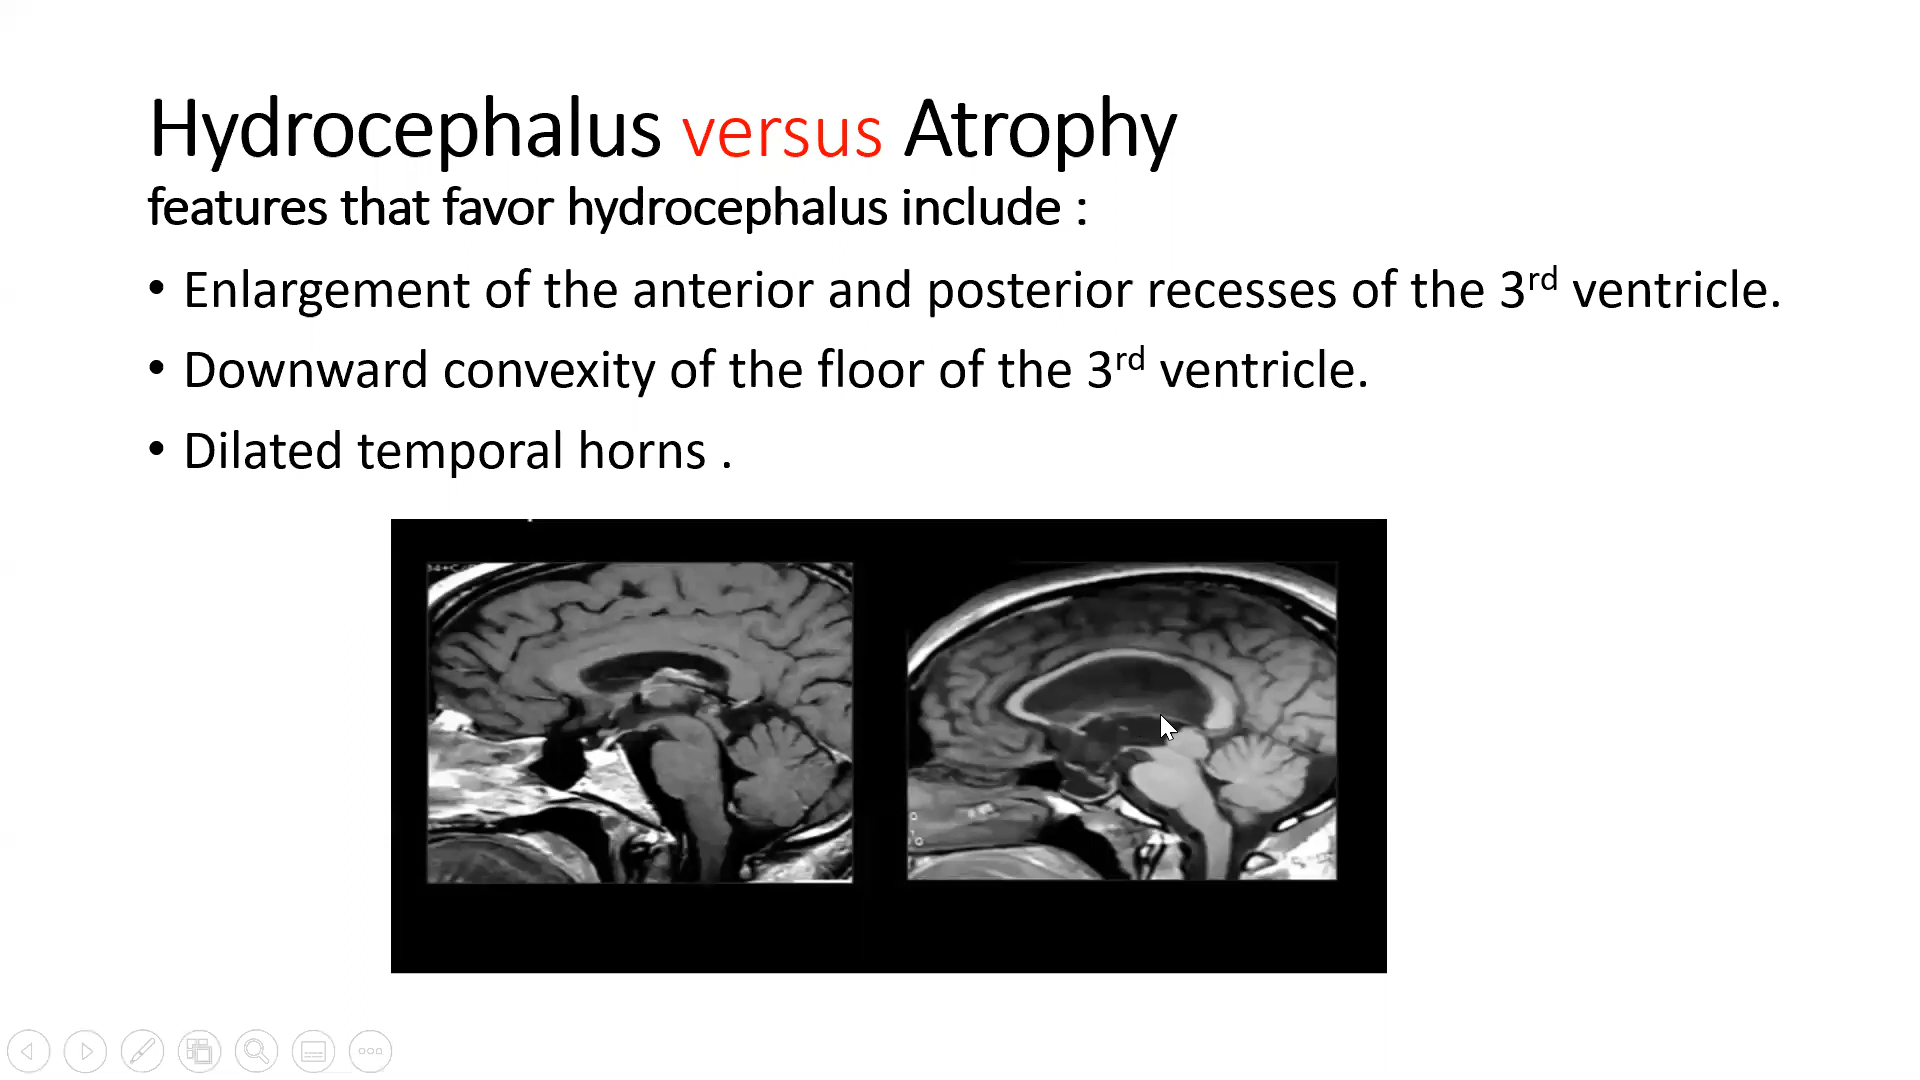 Hydrocephalus versus Atrophy
features that favor hydrocephalus include :
• Enlargement of the anterior and posterior recesses of the 3rd ventricle.
• Downward convexity of the floor of the 3rd ventricle.
• Dilated temporal horns .